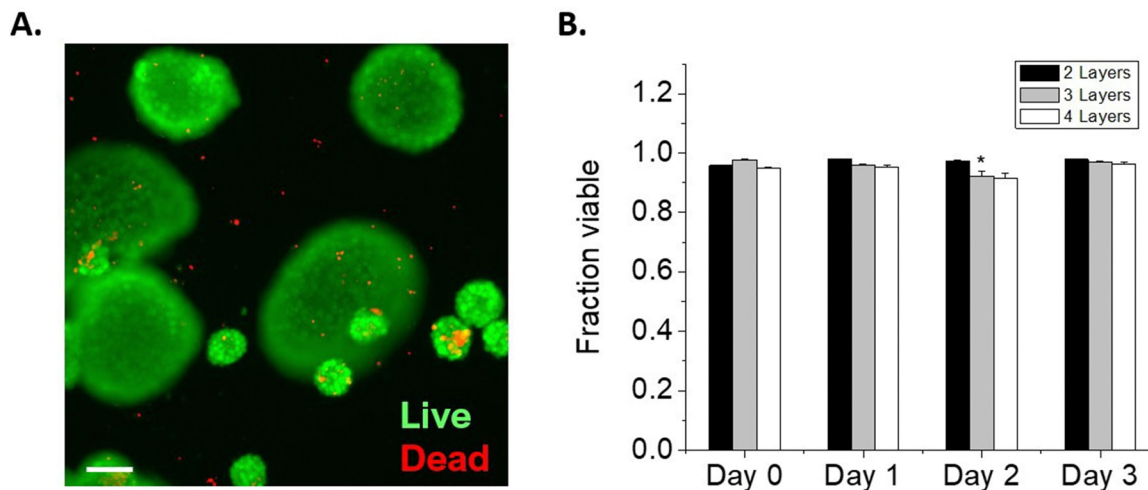 A.
Live
Dead
B.
2 Layers
3 Layers
4 Layers
Fraction viable
1.2
1.0
0.8
0.6
0.4
0.2
0.0
*
Day 0 Day 1 Day 2 Day 3